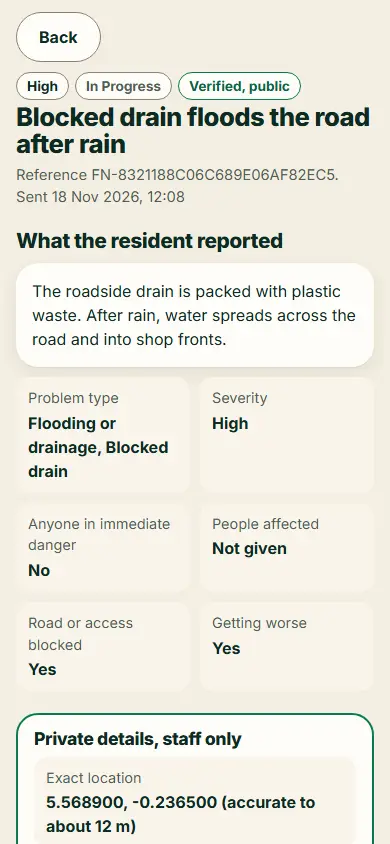 Back
High
In Progress
Verified, public
Blocked drain floods the road
after rain
Reference FN-8321188C06C689E06AF82EC5.
Sent 18 Nov 2026, 12:08
What the resident reported
The roadside drain is packed with plastic
waste. After rain, water spreads across the
road and into shop fronts.
Problem type
Flooding or
drainage, Blocked
drain
Severity
High
Anyone in immediate
danger
No
People affected
Not given
Road or access
blocked
Yes
Getting worse
Yes
Private details, staff only
Exact location
5.568900, -0.236500 (accurate to
about 12 m)